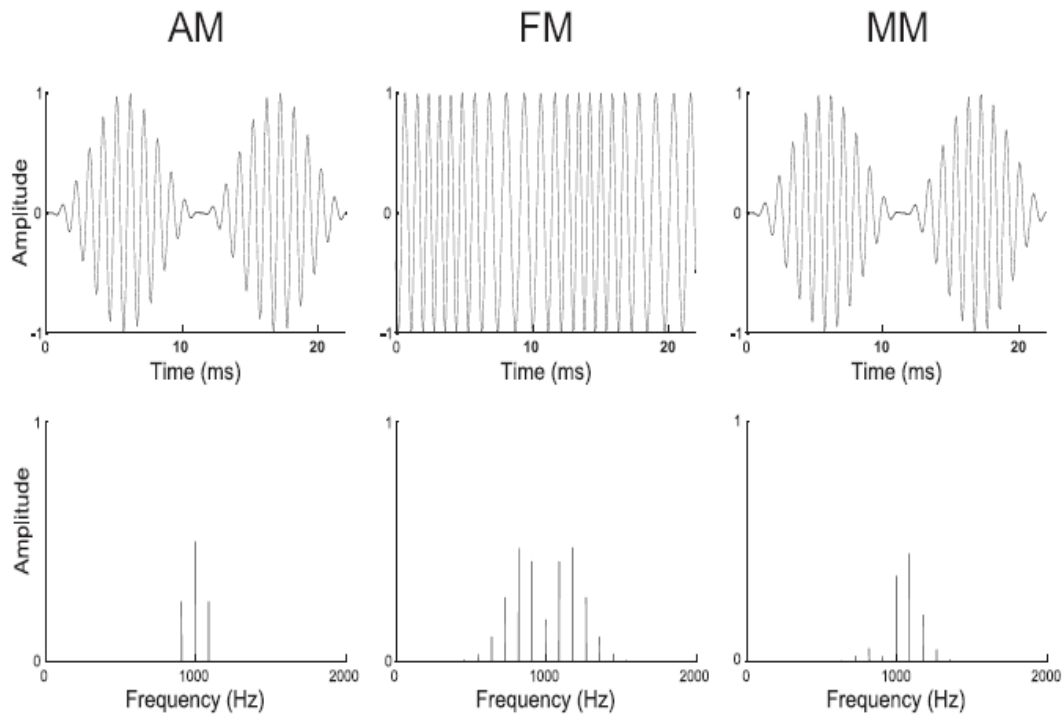 AM FM MM
1 1 1
Amplitude
0 0 0
-1 -1 -1
0 10 20 0 10 20 0 10 20
Time (ms) Time (ms) Time (ms)
1 1 1
Amplitude
0 0 0
0 1000 2000 0 1000 2000 0 1000 2000
Frequency (Hz) Frequency (Hz) Frequency (Hz)